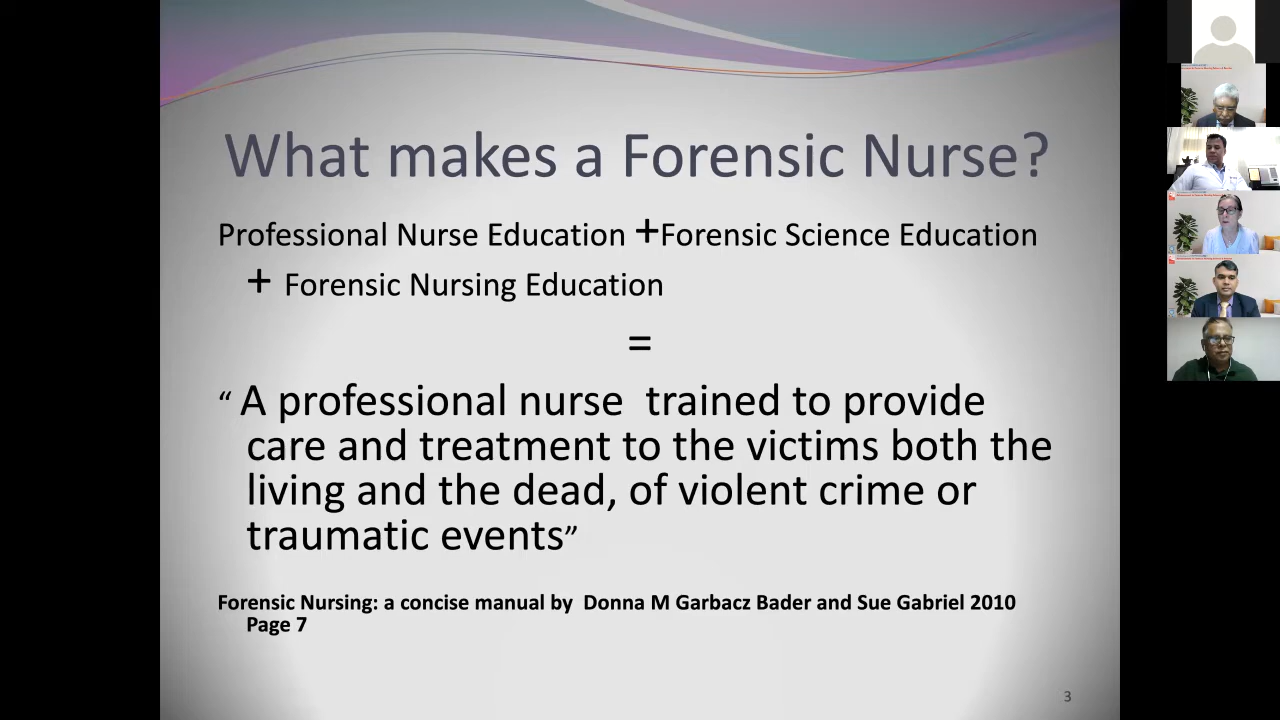 What makes a Forensic Nurse?
Professional Nurse Education +Forensic Science Education
+ Forensic Nursing Education
=
“ A professional nurse  trained to provide
care and treatment to the victims both the
living and the dead, of violent crime or
traumatic events”
Forensic Nursing: a concise manual by  Donna M Garbacz Bader and Sue Gabriel 2010
Page 7
3